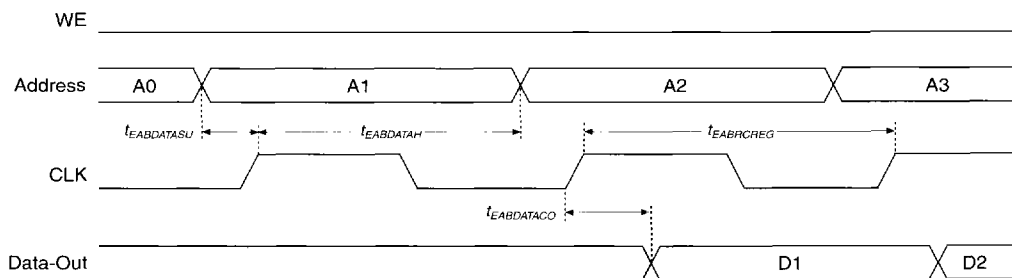 WE
Address
A0
A1
A2
A3
tEABDATASU
tEABDATAH
tEABRCREG
CLK
tEABDATACO
Data-Out
D1
D2